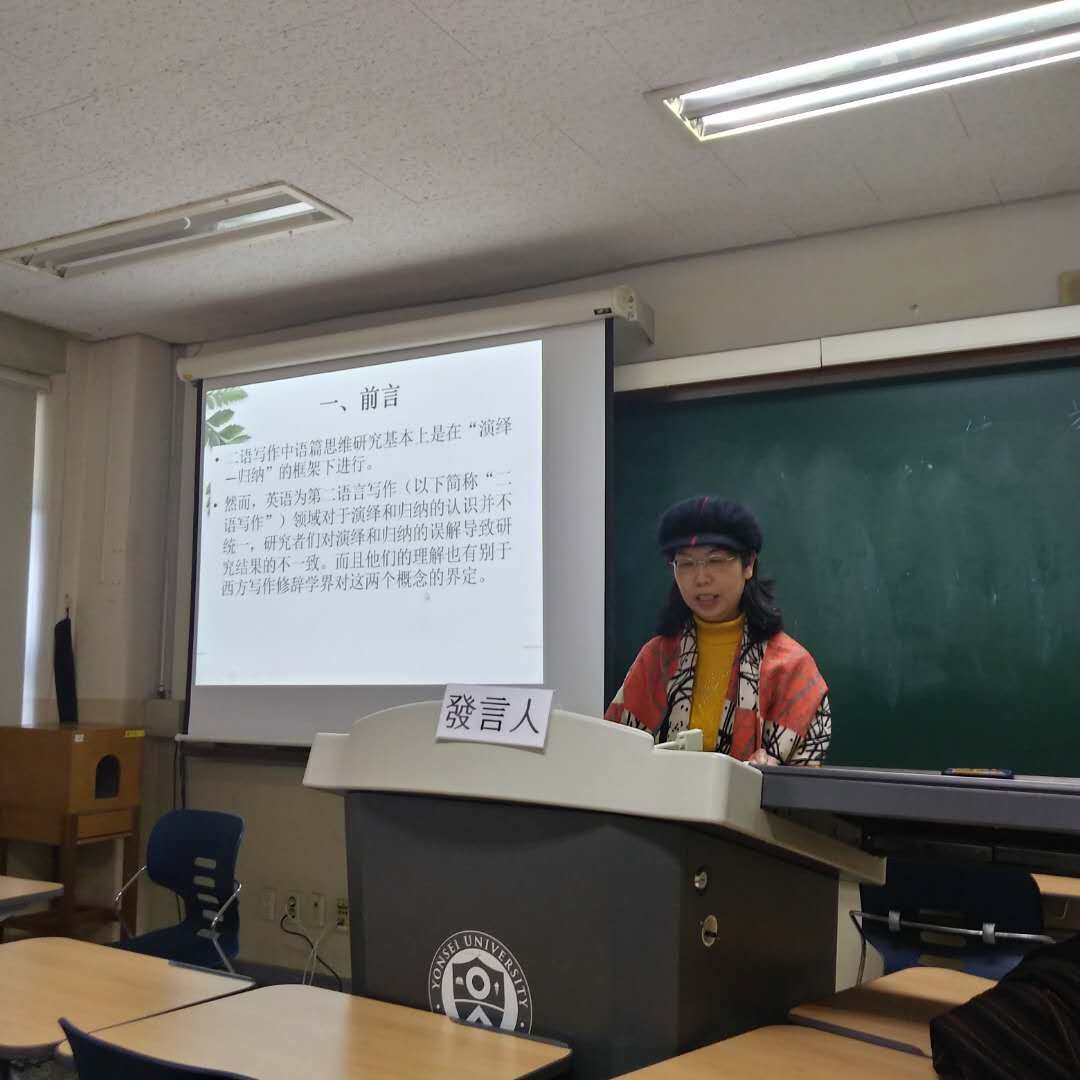 一、前言
• 二语写作中语篇思维研究基本上是在“演绎
—归纳”的框架下进行。
• 然而，英语为第二语言写作（以下简称“二
语写作”）领域对于演绎和归纳的认识并不
统一，研究者们对演绎和归纳的误解导致研
究结果的不一致。而且他们的理解也有别于
西方写作修辞学界对这两个概念的界定。
發言人
YONSEI UNIVERSITY